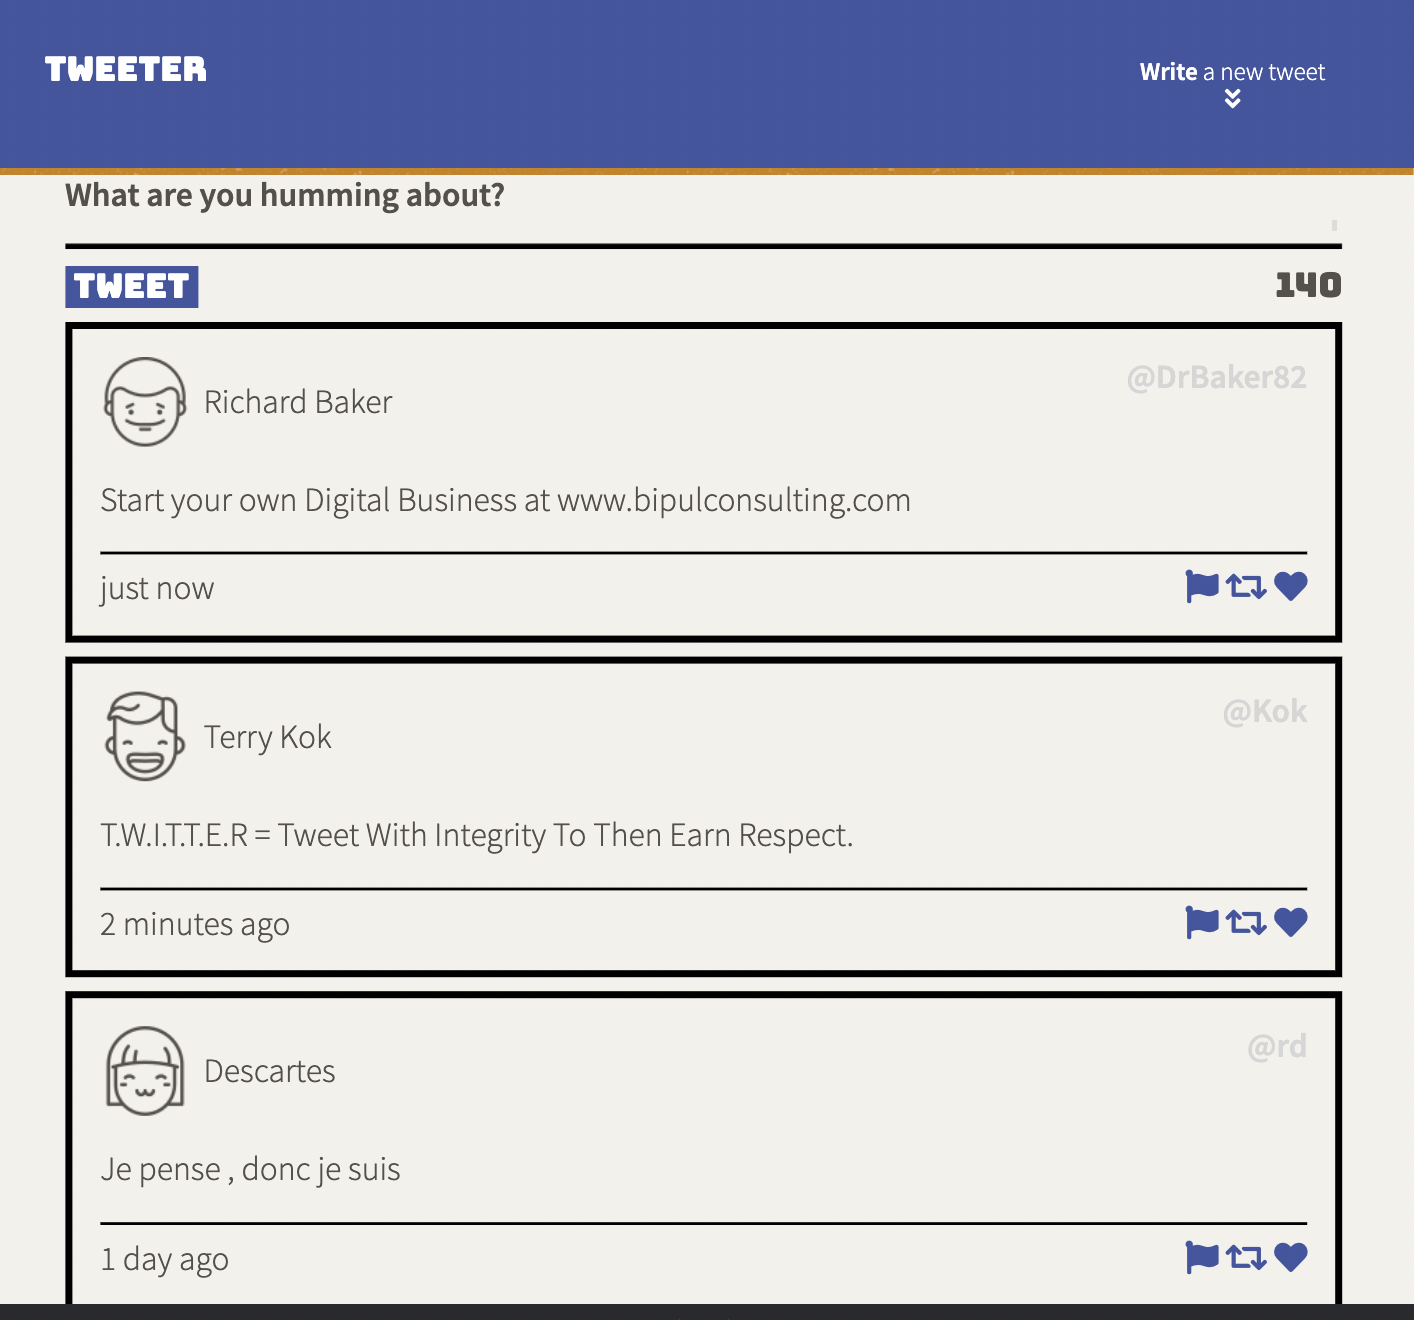 TWEETER
Write a new tweet
What are you humming about?
TWEET
140
Richard Baker
@DrBaker82
Start your own Digital Business at www.bipulconsulting.com
just now
Terry Kok
@Kok
T.W.I.T.T.E.R = Tweet With Integrity To Then Earn Respect.
2 minutes ago
Descartes
@rd
Je pense , donc je suis
1 day ago